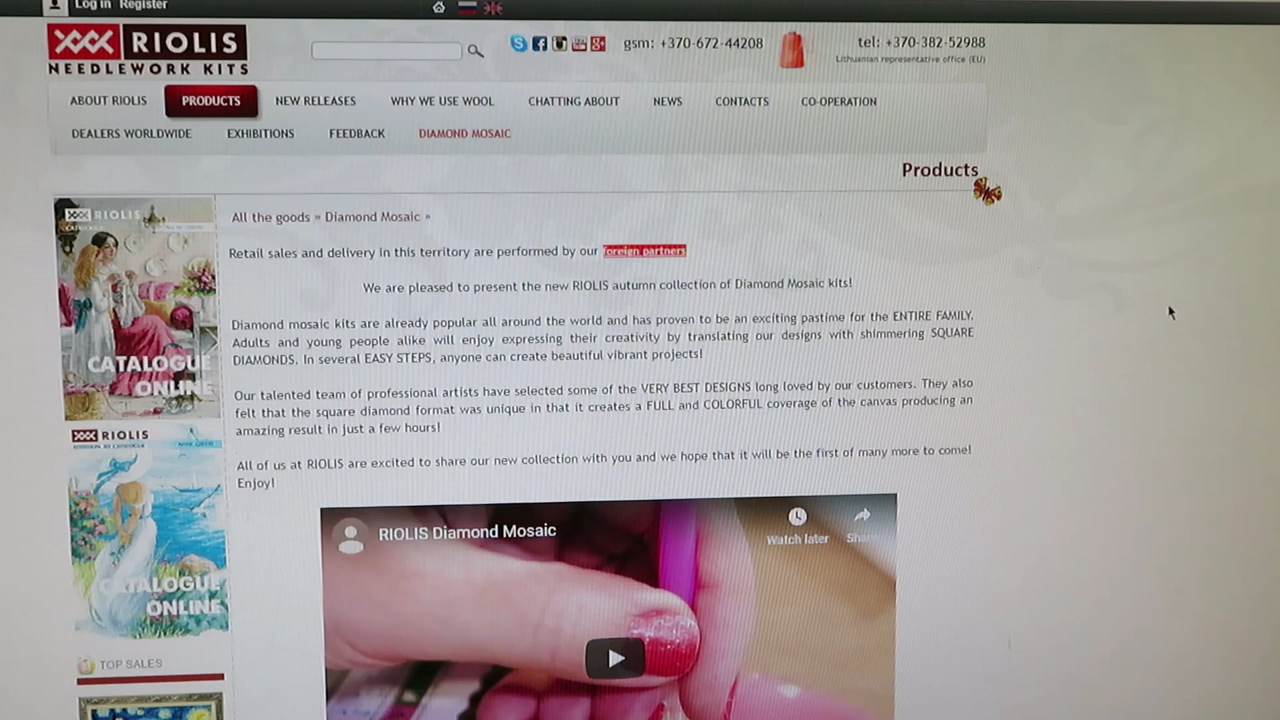 Log in Register
XXX RIOLIS
NEEDLEWORK KITS
gsm: +370-672-44208
tel: +370-382-52988
Lithuanian representative office (EU)
ABOUT RIOLIS PRODUCTS NEW RELEASES WHY WE USE WOOL CHATTING ABOUT NEWS CONTACTS CO-OPERATION
DEALERS WORLDWIDE EXHIBITIONS FEEDBACK DIAMOND MOSAIC
Products
RIOLIS
CATALOGUE
ONLINE
All the goods » Diamond Mosaic »
Retail sales and delivery in this territory are performed by our foreign partners
We are pleased to present the new RIOLIS autumn collection of Diamond Mosaic kits!
Diamond mosaic kits are already popular all around the world and has proven to be an exciting pastime for the ENTIRE FAMILY.
Adults and young people alike will enjoy expressing their creativity by translating our designs with shimmering SQUARE
DIAMONDS. In several EASY STEPS, anyone can create beautiful vibrant projects!
Our talented team of professional artists have selected some of the VERY BEST DESIGNS long loved by our customers. They also
felt that the square diamond format was unique in that it creates a FULL and COLORFUL coverage of the canvas producing an
amazing result in just a few hours!
All of us at RIOLIS are excited to share our new collection with you and we hope that it will be the first of many more to come!
Enjoy!
RIOLIS
CATALOGUE
ONLINE
RIOLIS Diamond Mosaic
Watch later Share
TOP SALES